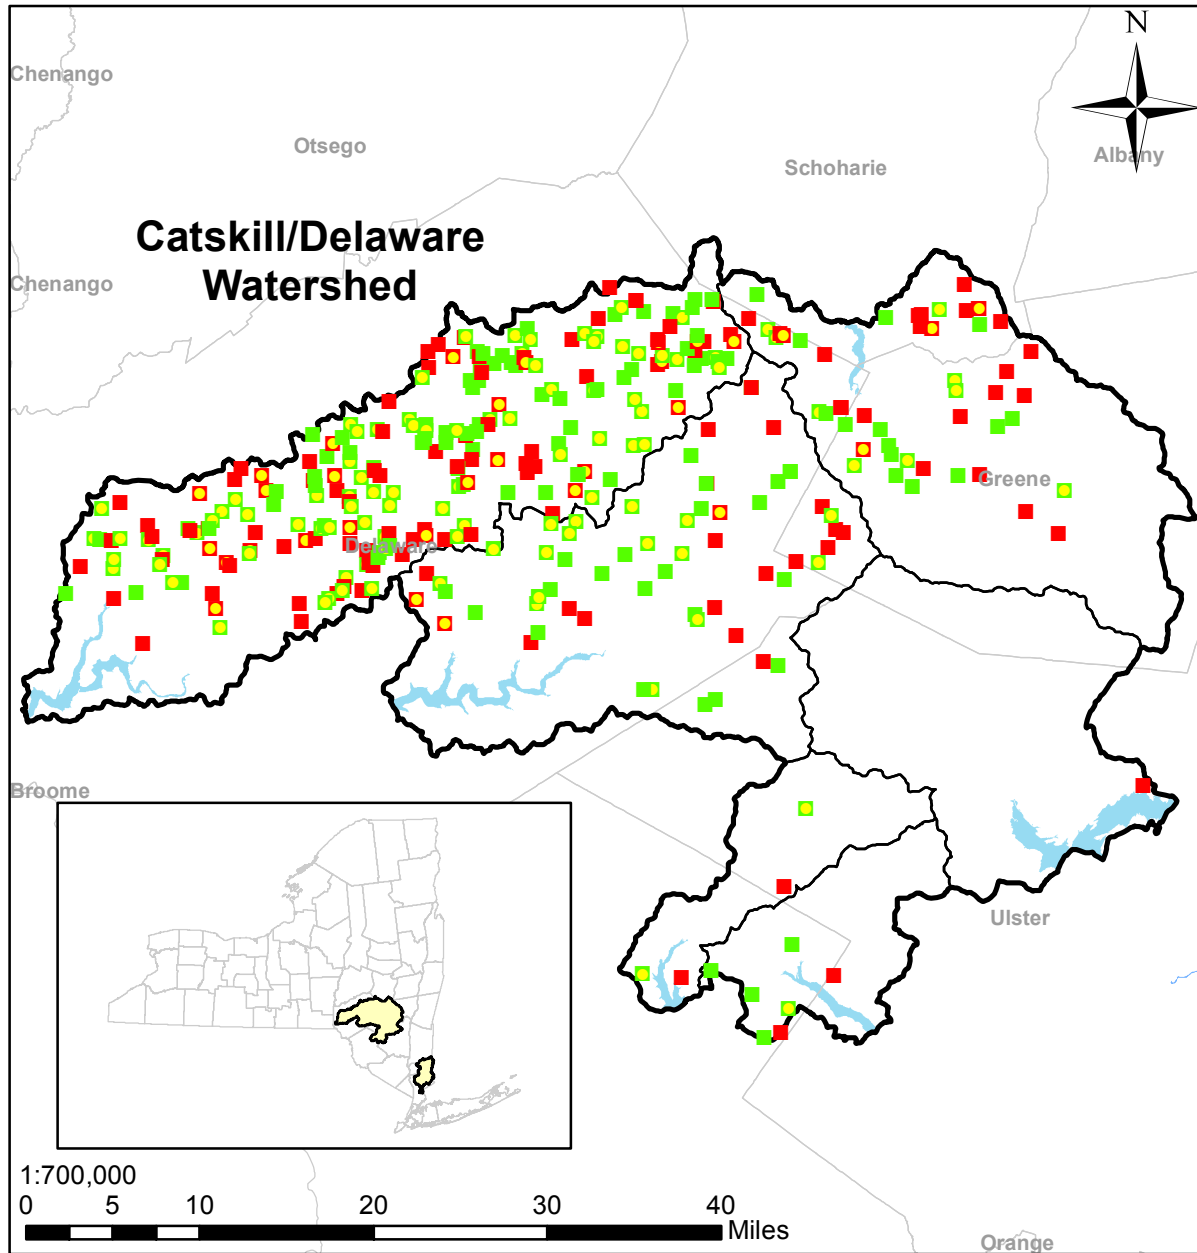 N
Chenango
Otsego
Schoharie
Albany
Catskill/Delaware
Watershed
Chenango
Greene
Delaware
Broome
Ulster
1:700,000
0 5 10 20 30 40 Miles
Orange